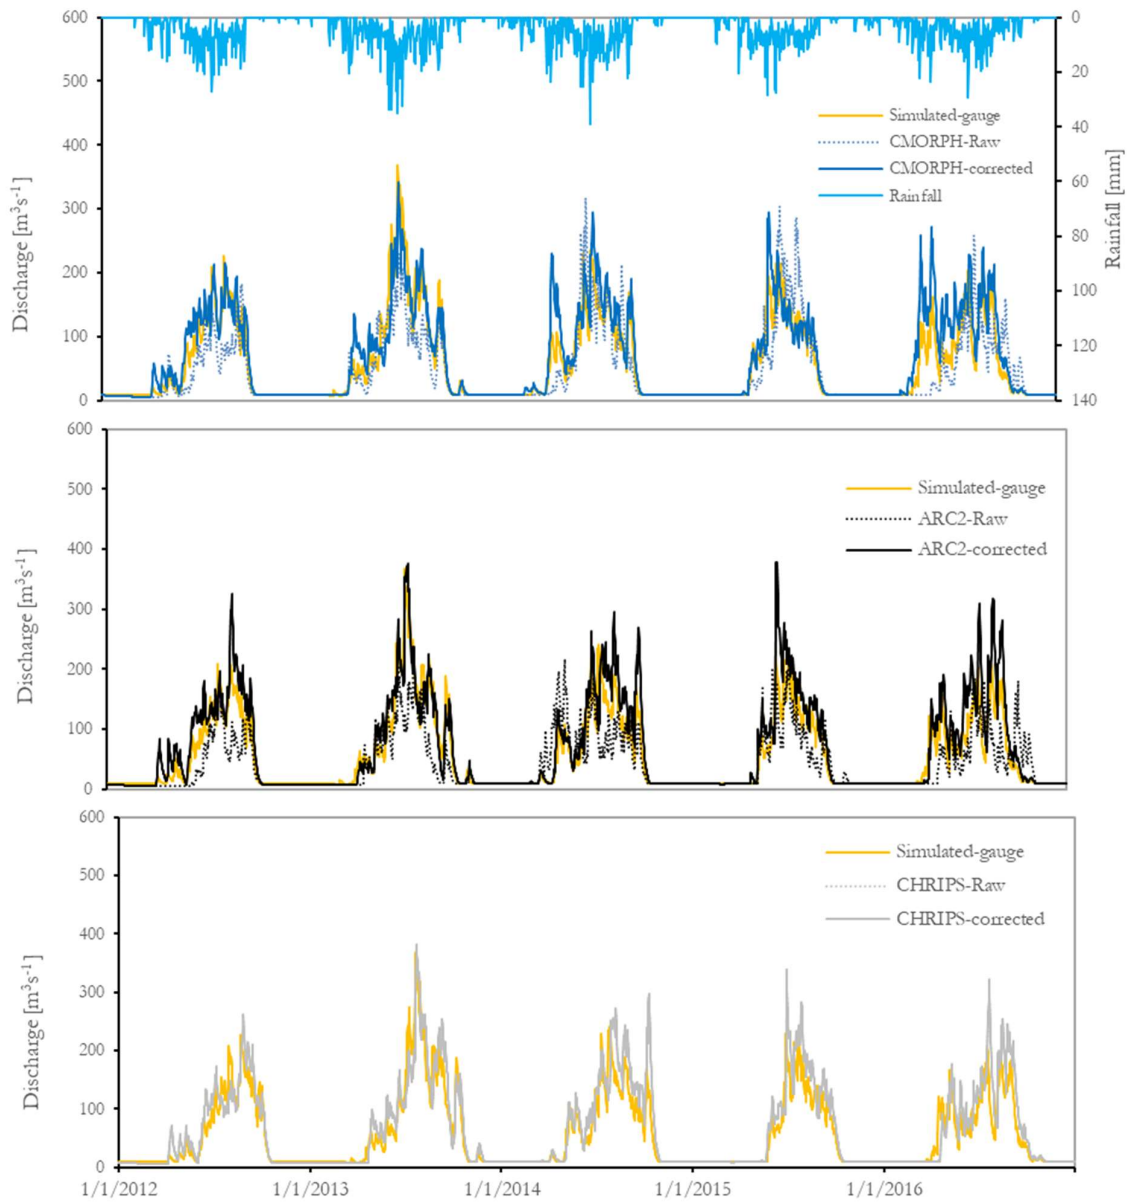 600
500
400
300
200
100
0
Discharge [m³s⁻¹]
0
20
40
60
80
100
120
140
Rainfall [mm]
Simulated-gauge
CMORPH-Raw
CMORPH-corrected
Rainfall
600
500
400
300
200
100
0
Discharge [m³s⁻¹]
Simulated-gauge
ARC2-Raw
ARC2-corrected
600
500
400
300
200
100
0
Discharge [m³s⁻¹]
Simulated-gauge
CHRIPS-Raw
CHRIPS-corrected
1/1/2012 1/1/2013 1/1/2014 1/1/2015 1/1/2016